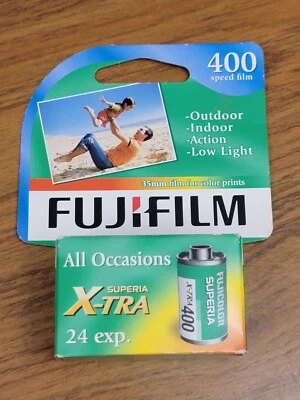 400
speed film
-Outdoor
-Indoor
-Action
-Low Light
35mm film for color prints
FUJIFILM
All Occasions
SUPERIA
X-TRA
24 exp.
FUJICOLOR
SUPERIA
X-TRA 400